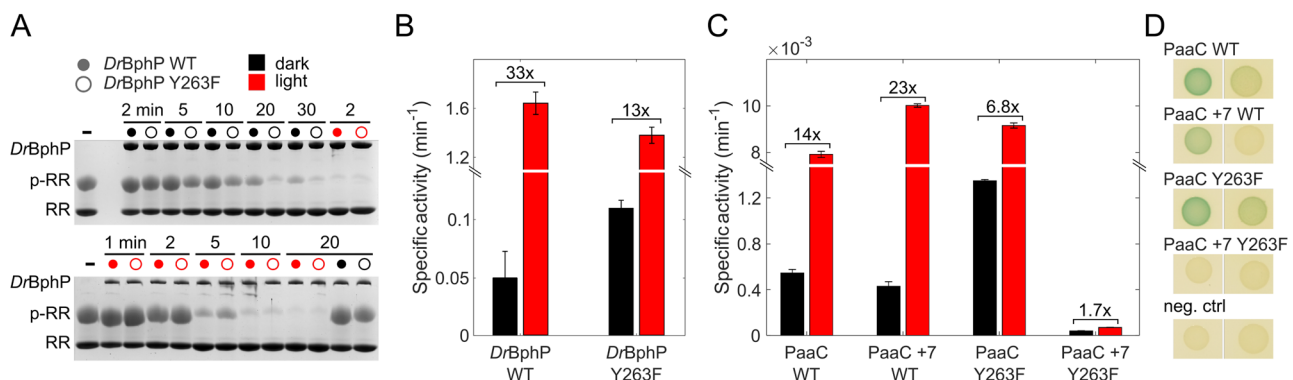 A
DrBphP WT
DrBphP Y263F
dark
light
2 min 5 10 20 30 2
-
DrBphP
p-RR
RR
1 min 2 5 10 20
-
DrBphP
p-RR
RR
B
Specific activity (min-1)
1.6
1.4
0.1
0.05
0
33x
13x
DrBphP
WT
DrBphP
Y263F
C
×10-3
Specific activity (min-1)
10
8
1.2
0.8
0.4
0
14x
23x
6.8x
1.7x
PaaC
WT
PaaC +7
WT
PaaC
Y263F
PaaC +7
Y263F
D
PaaC WT
PaaC +7 WT
PaaC Y263F
PaaC +7 Y263F
neg. ctrl